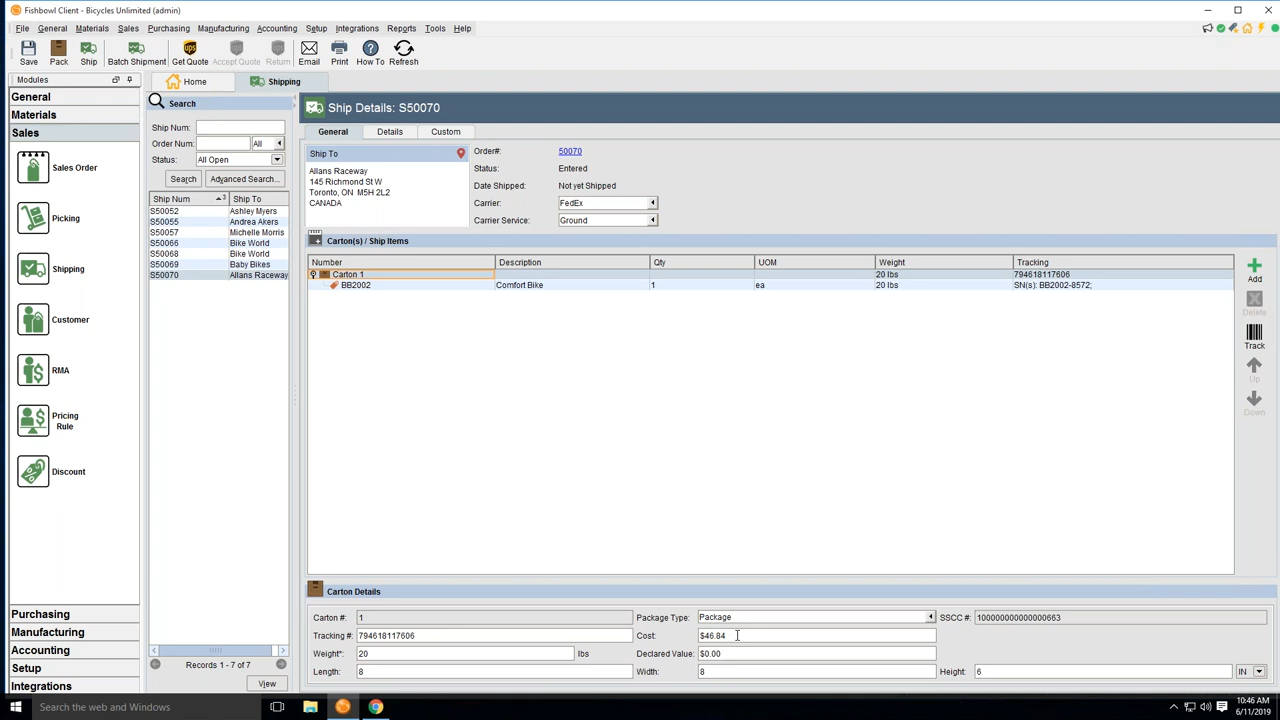 Fishbowl Client - Bicycles Unlimited (admin)
File General Materials Sales Purchasing Manufacturing Accounting Setup Integrations Reports Tools Help
Save Pack Ship Batch Shipment Get Quote Accept Quote Return Email Print How To Refresh
Modules
Home Shipping
General
Materials
Sales
Sales Order
Picking
Shipping
Customer
RMA
Pricing
Rule
Discount
Purchasing
Manufacturing
Accounting
Setup
Integrations
Search
Ship Num:
Order Num: All
Status: All Open
Search Advanced Search...
Ship Num 3 Ship To
S50052 Ashley Myers
S50055 Andrea Akers
S50057 Michelle Morris
S50066 Bike World
S50068 Bike World
S50069 Baby Bikes
S50070 Allans Raceway
Records 1 - 7 of 7
View
Ship Details: S50070
General Details Custom
Ship To
Allans Raceway
145 Richmond St W
Toronto, ON M5H 2L2
CANADA
Order#: 50070
Status: Entered
Date Shipped: Not yet Shipped
Carrier: FedEx
Carrier Service: Ground
Carton(s) / Ship Items
Number Description Qty UOM Weight Tracking
Carton 1 20 lbs 794618117606
BB2002 Comfort Bike 1 ea 20 lbs SN(s): BB2002-8572;
Add
Delete
Track
Up
Down
Carton Details
Carton #: 1 Package Type: Package SSCC #: 100000000000000663
Tracking #: 794618117606 Cost: $46.84
Weight*: 20 lbs Declared Value: $0.00
Length: 8 Width: 8 Height: 6 IN
Search the web and Windows
10:46 AM
6/11/2019